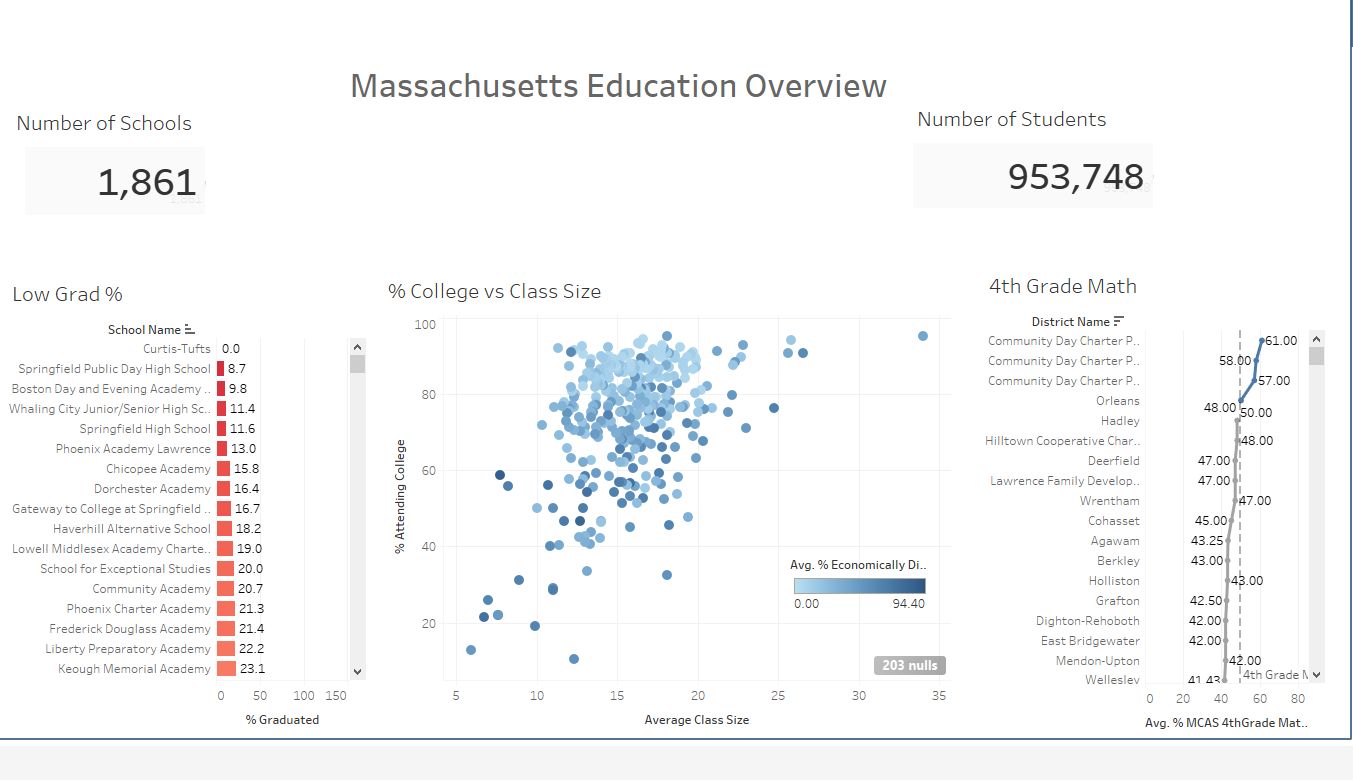 Massachusetts Education Overview
Number of Schools
1,861
Number of Students
953,748
Low Grad %
School Name
Curtis-Tufts 0.0
Springfield Public Day High School 8.7
Boston Day and Evening Academy .. 9.8
Whaling City Junior/Senior High Sc.. 11.4
Springfield High School 11.6
Phoenix Academy Lawrence 13.0
Chicopee Academy 15.8
Dorchester Academy 16.4
Gateway to College at Springfield .. 16.7
Haverhill Alternative School 18.2
Lowell Middlesex Academy Charte.. 19.0
School for Exceptional Studies 20.0
Community Academy 20.7
Phoenix Charter Academy 21.3
Frederick Douglass Academy 21.4
Liberty Preparatory Academy 22.2
Keough Memorial Academy 23.1
0 50 100 150
% Graduated
% College vs Class Size
% Attending College
100
80
60
40
20
5 10 15 20 25 30 35
Average Class Size
Avg. % Economically Di..
0.00 94.40
203 nulls
4th Grade Math
District Name
Community Day Charter P.. 61.00
Community Day Charter P.. 58.00
Community Day Charter P.. 57.00
Orleans 50.00
Hadley 48.00
Hilltown Cooperative Char.. 48.00
Deerfield 47.00
Lawrence Family Develop.. 47.00
Wrentham 47.00
Cohasset 45.00
Agawam 43.25
Berkley 43.00
Holliston 43.00
Grafton 42.50
Dighton-Rehoboth 42.00
East Bridgewater 42.00
Mendon-Upton 42.00
Wellesley 41.43
4th Grade M
0 20 40 60 80
Avg. % MCAS 4thGrade Mat..